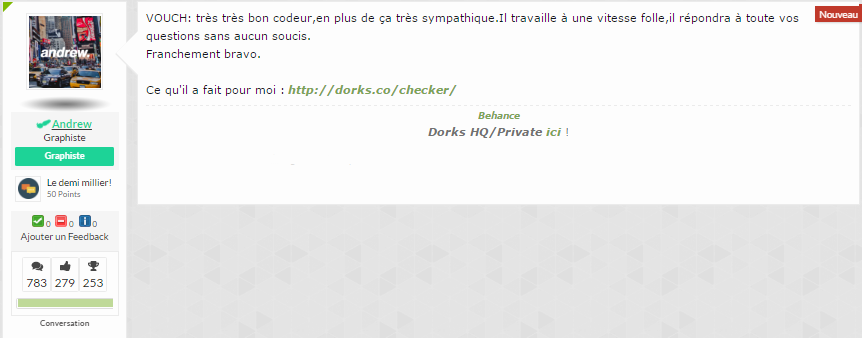 VOUCH: très très bon codeur,en plus de ça très sympathique.Il travaille à une vitesse folle,il répondra à toute vos
questions sans aucun soucis.
Franchement bravo.
Ce qu'il a fait pour moi : http://dorks.co/checker/
Behance
Dorks HQ/Private ici !
Nouveau
andréw.
Andrew
Graphiste
Graphiste
Le demi millier!
50 Points
0 0 0
Ajouter un Feedback
783 279 253
Conversation